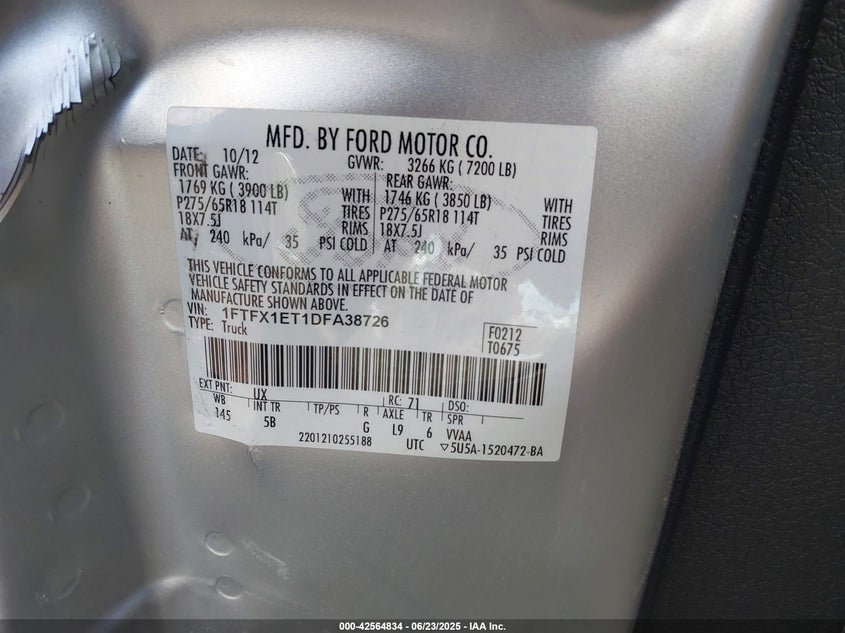 MFD. BY FORD MOTOR CO.
DATE: 10/12 GVWR: 3266 KG ( 7200 LB)
FRONT GAWR: REAR GAWR:
1769 KG ( 3900 LB) WITH 1746 KG ( 3850 LB) WITH
P275/65R18 114T TIRES P275/65R18 114T TIRES
18X7.5J RIMS 18X7.5J RIMS
AT 240 kPa/ 35 PSI COLD AT 240 kPa/ 35 PSI COLD
THIS VEHICLE CONFORMS TO ALL APPLICABLE FEDERAL MOTOR
VEHICLE SAFETY STANDARDS IN EFFECT ON THE DATE OF
MANUFACTURE SHOWN ABOVE.
VIN: 1FTFX1ET1DFA38726 F0212
TYPE: Truck T0675
EXT PNT: UX RC: 71 DSO:
WB INT TR TP/PS R AXLE TR SPR
145 5B G L9 6 VVAA
2201210255188 UTC ▽5U5A-1520472-BA
000-42564834 - 06/23/2025 - IAA Inc.